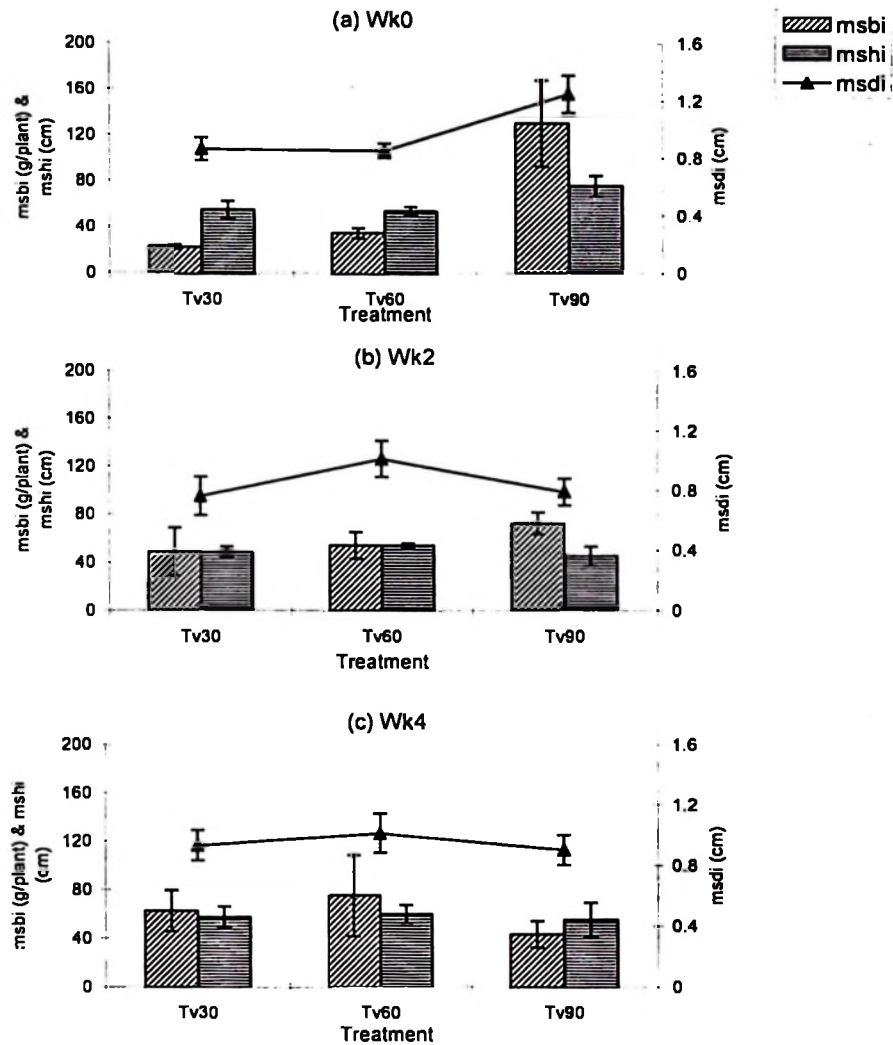 (a) Wk0
msbi
mshi
msdi
200
160
120
80
40
0
msbi (g/plant) &
mshi (cm)
1.6
1.2
0.8
0.4
0
msdi (cm)
Tv30 Tv60 Tv90
Treatment
(b) Wk2
200
160
120
80
40
0
msbi (g/plant) &
mshi (cm)
1.6
1.2
0.8
0.4
0
msdi (cm)
Tv30 Tv60 Tv90
Treatment
(c) Wk4
200
160
120
80
40
0
msbi (g/plant) & mshi
(cm)
1.6
1.2
0.8
0.4
0
msdi (cm)
Tv30 Tv60 Tv90
Treatment